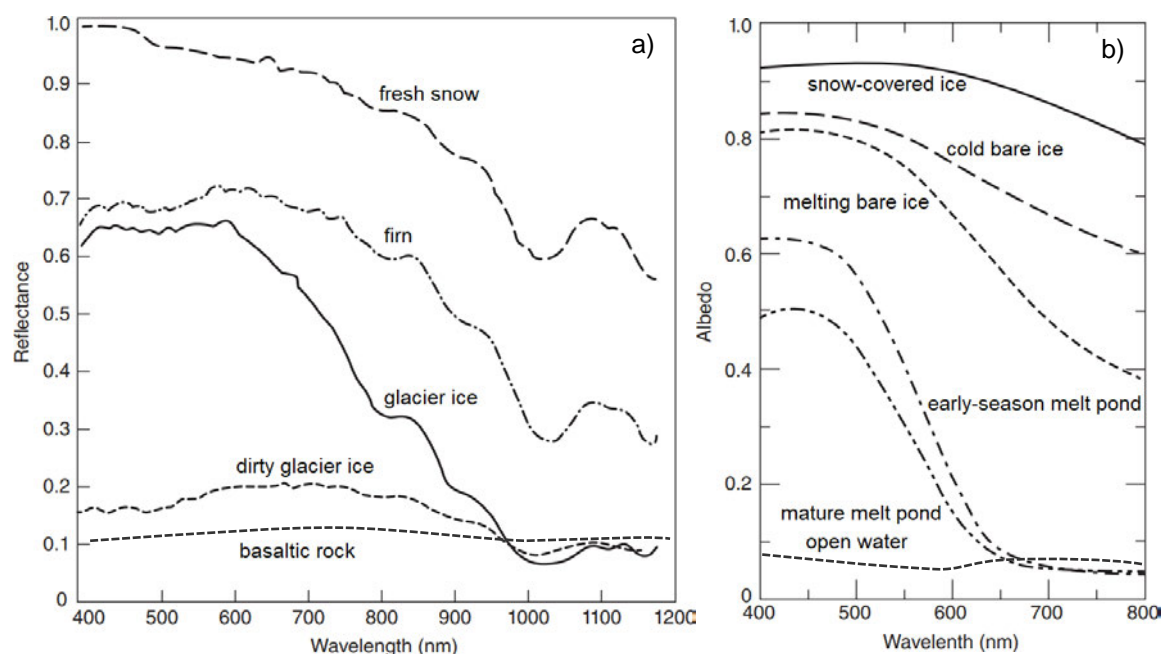 a)
1.0
0.9
0.8
0.7
0.6
0.5
0.4
0.3
0.2
0.1
0
Reflectance
fresh snow
firn
glacier ice
dirty glacier ice
basaltic rock
400 500 600 700 800 900 1000 1100 1200
Wavelength (nm)
b)
1.0
0.8
0.6
0.4
0.2
0
Albedo
snow-covered ice
cold bare ice
melting bare ice
early-season melt pond
mature melt pond
open water
400 500 600 700 800
Wavelenth (nm)